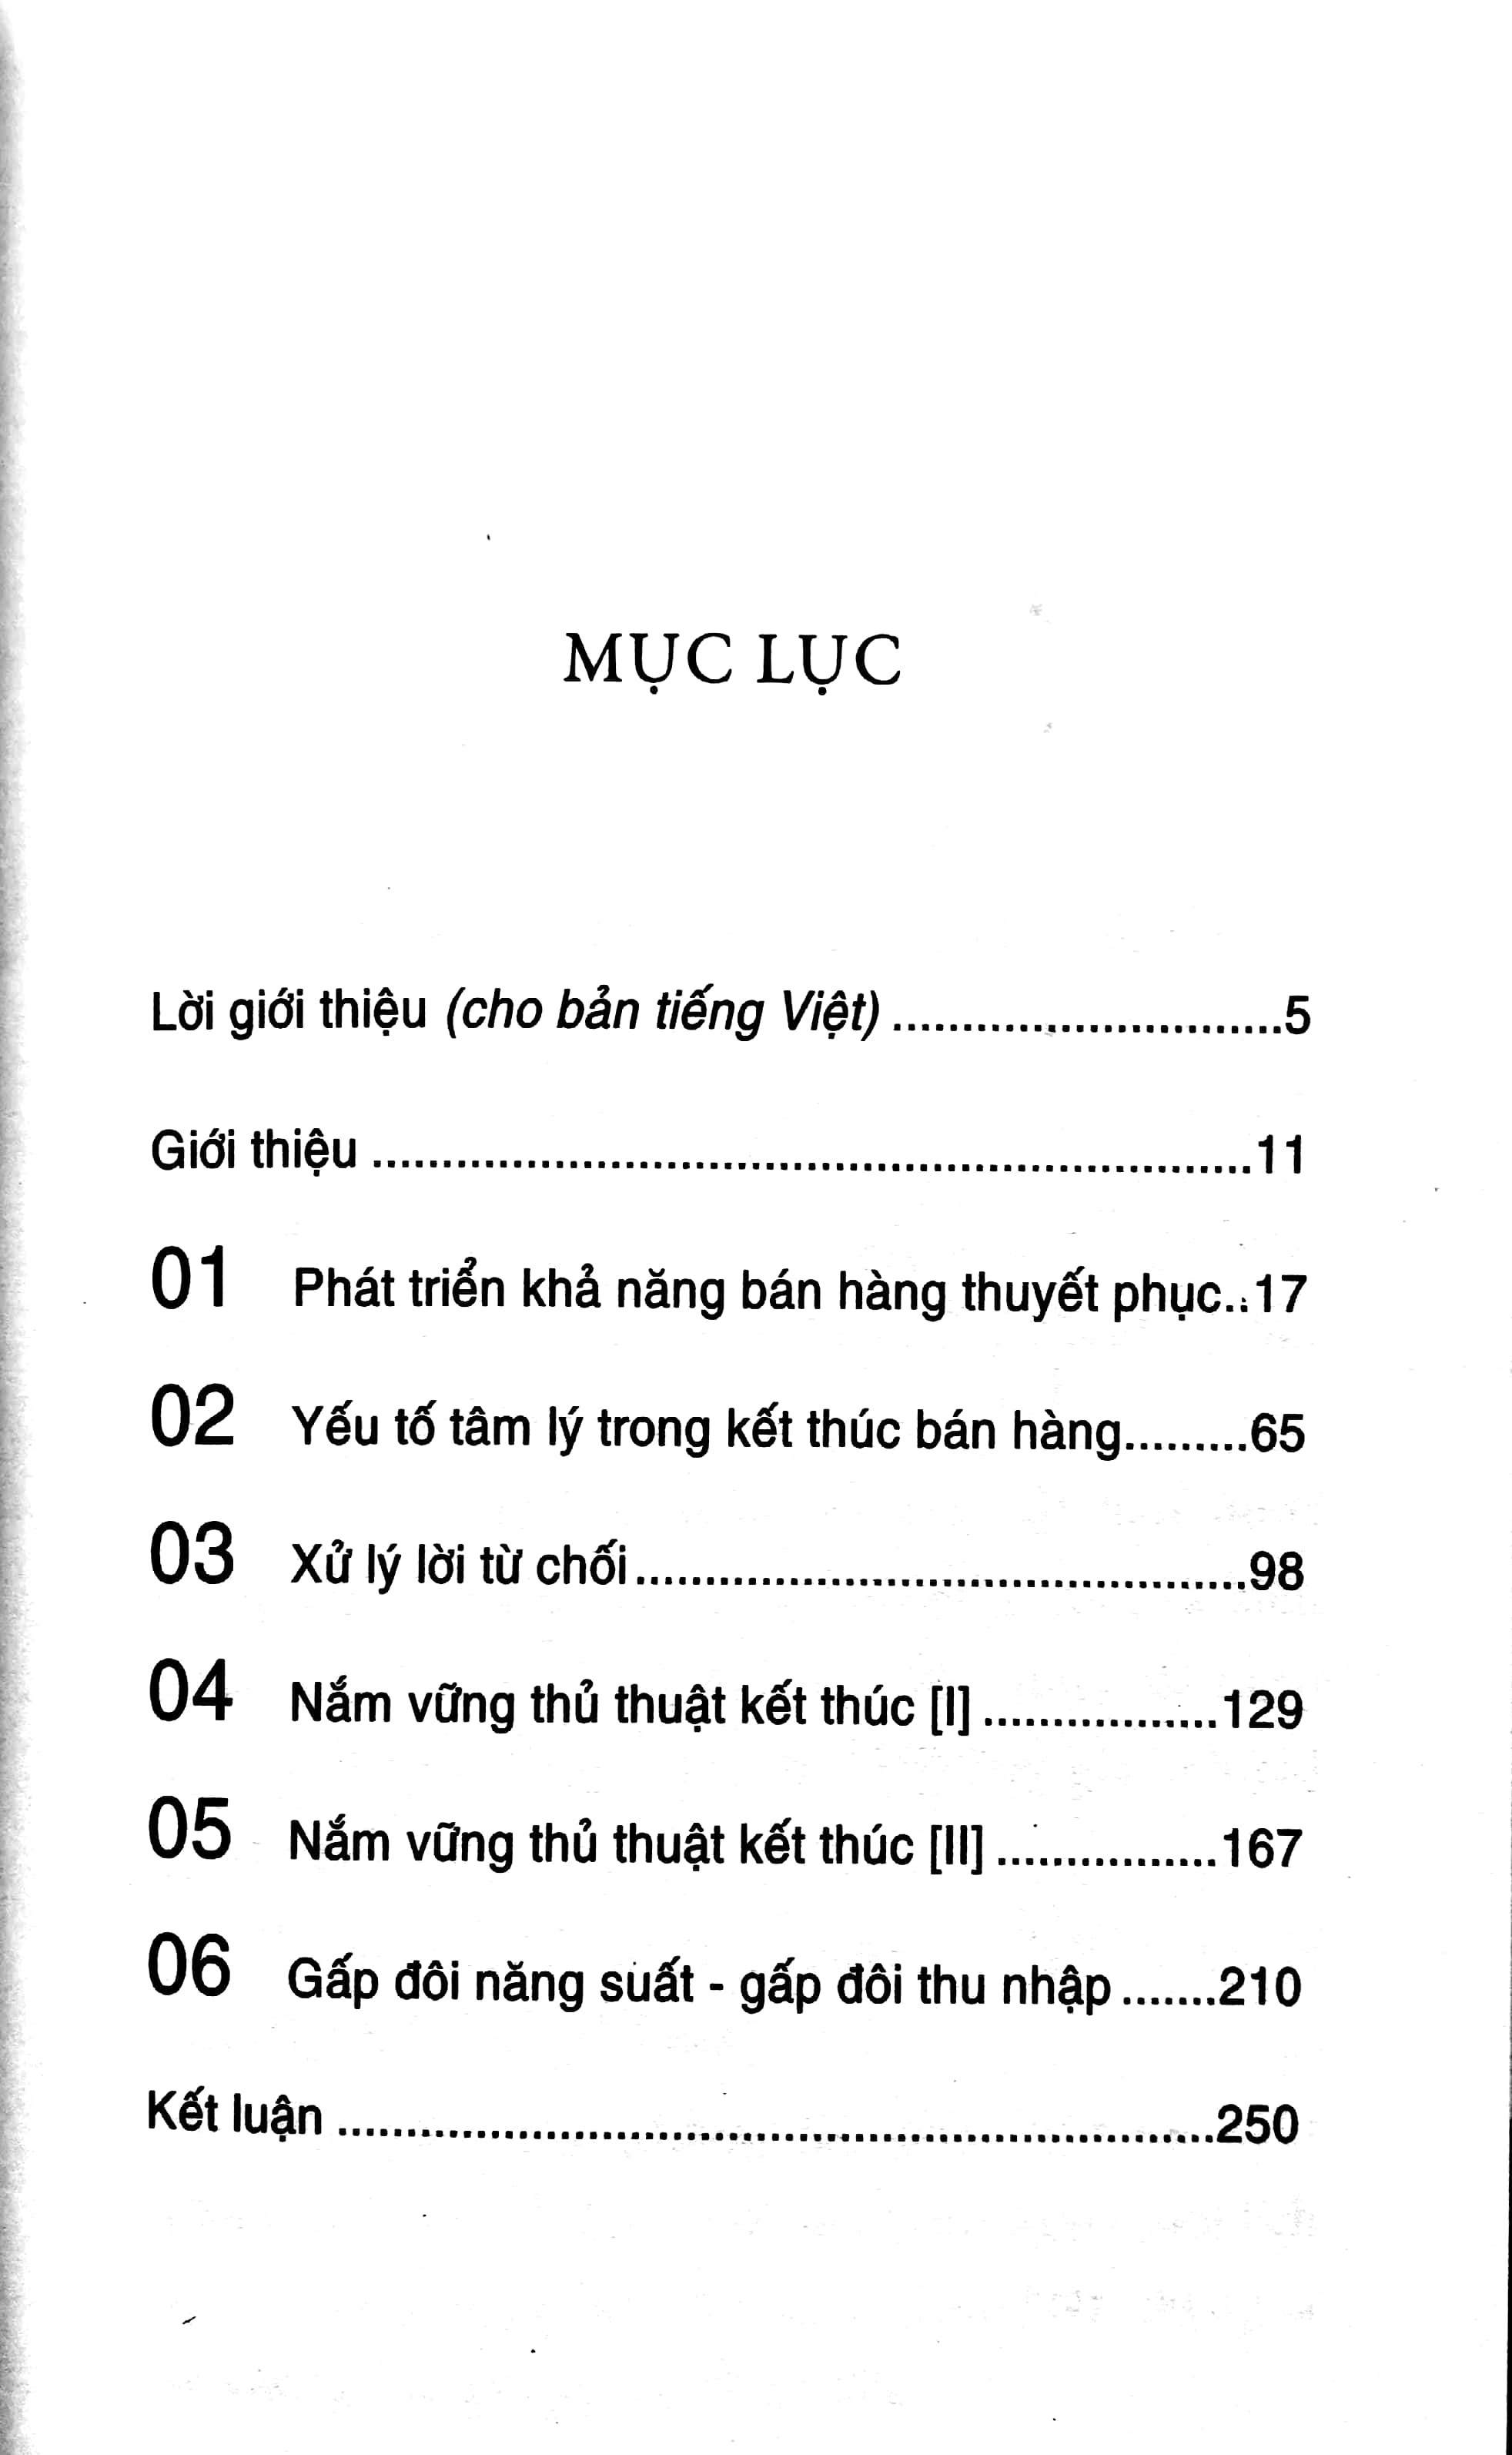 MỤC LỤC
Lời giới thiệu (cho bản tiếng Việt) ............................5
Giới thiệu ...............................................................11
01 Phát triển khả năng bán hàng thuyết phục..:17
02 Yếu tố tâm lý trong kết thúc bán hàng.........65
03 Xử lý lời từ chối............................................98
04 Nắm vững thủ thuật kết thúc [I] .................129
05 Nắm vững thủ thuật kết thúc [II] ................167
06 Gấp đôi năng suất - gấp đôi thu nhập .......210
Kết luận ...............................................................250